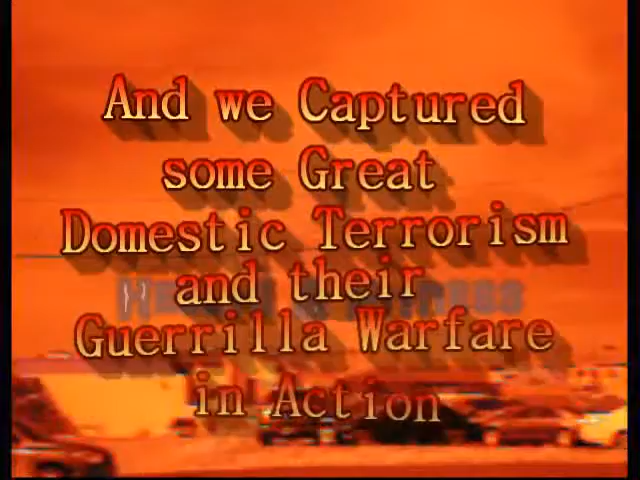 And we Captured
some Great
Domestic Terrorism
and their
Guerrilla Warfare
in Action